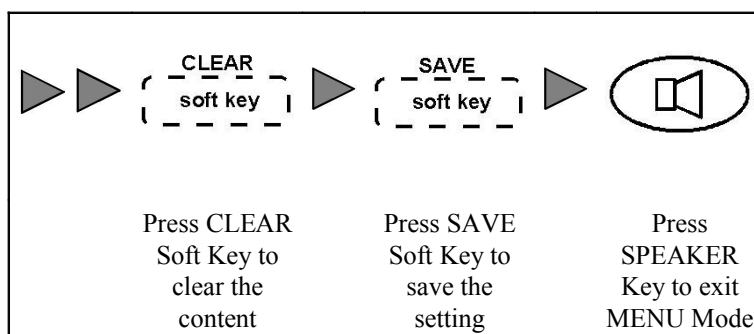 CLEAR
soft key
SAVE
soft key
Press CLEAR
Soft Key to
clear the
content
Press SAVE
Soft Key to
save the
setting
Press
SPEAKER
Key to exit
MENU Mode